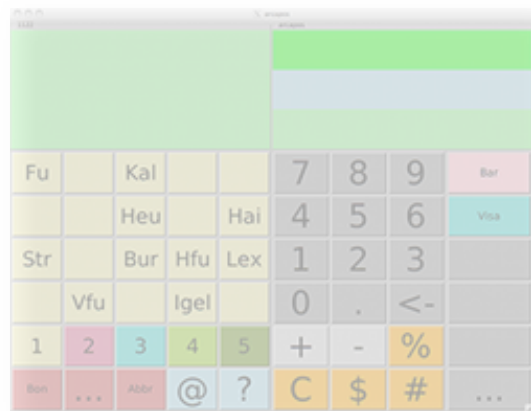 Fu Kal 7 8 9 Bar
Heu Hai 4 5 6 Visa
Str Bur Hfu Lex 1 2 3
Vfu Igel 0 . <-
1 2 3 4 5 + - %
Bon ... Abbr @ ? C $ # ...